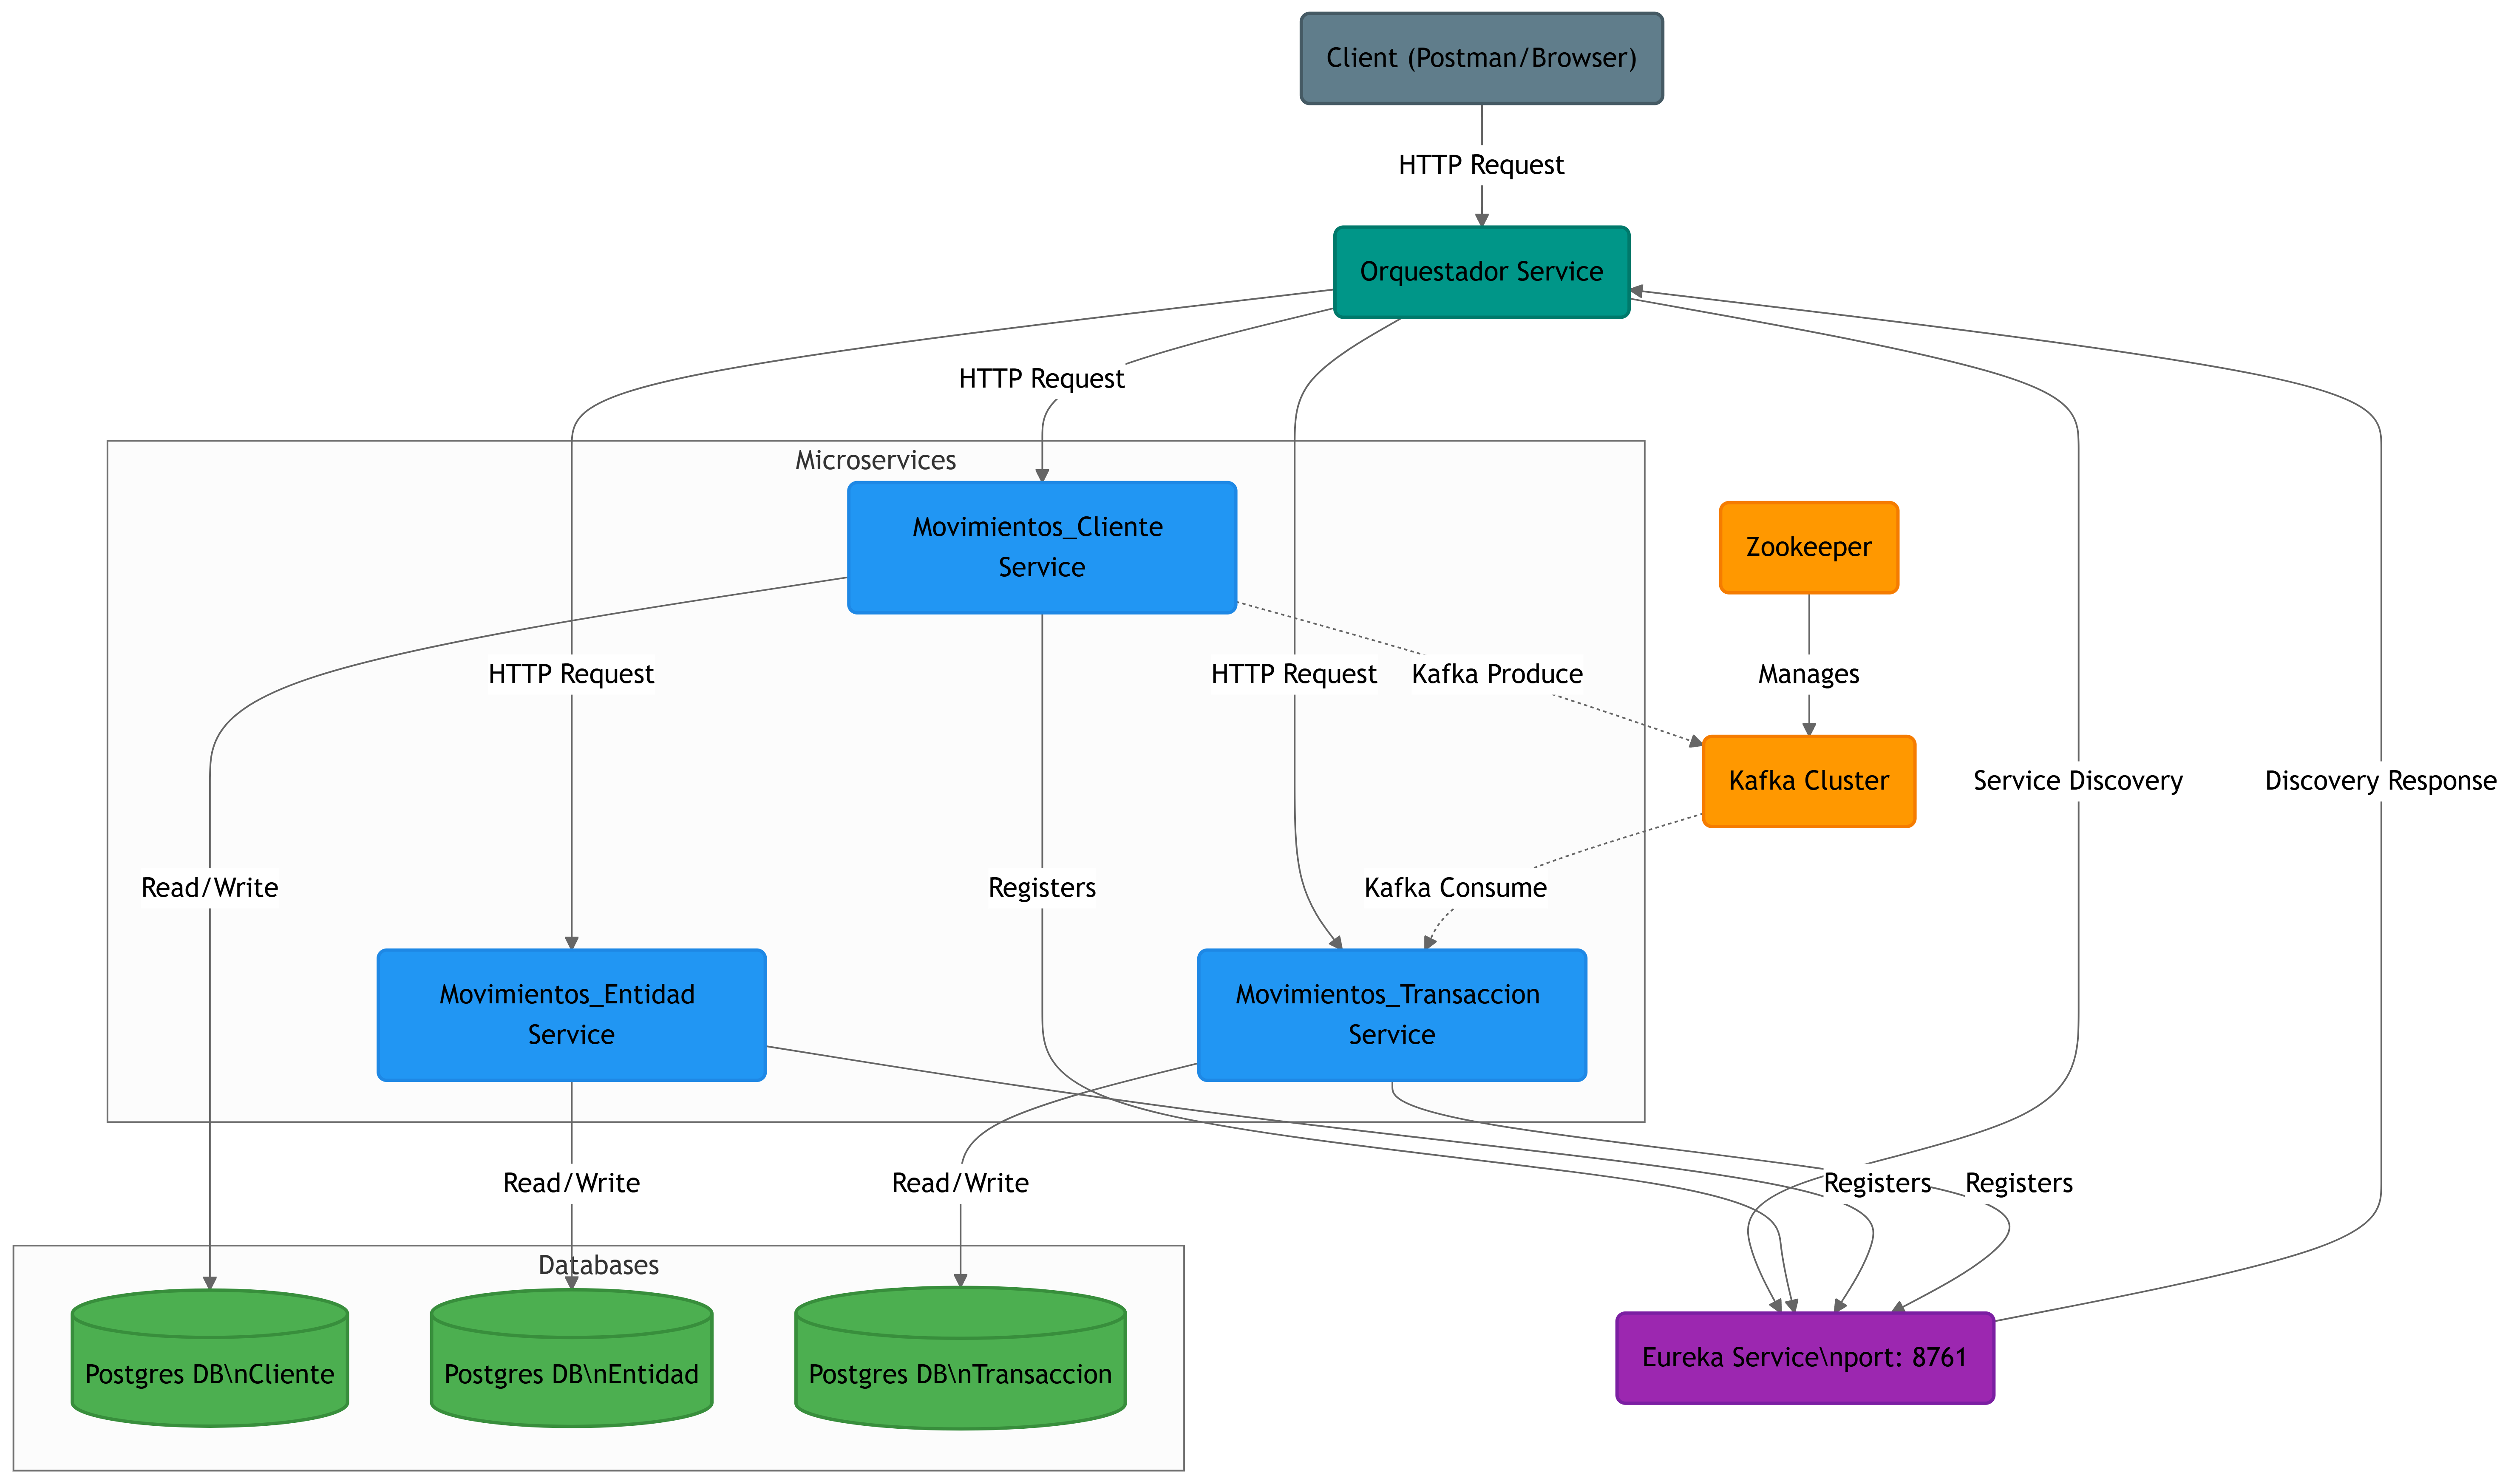 Client (Postman/Browser)
HTTP Request
Orquestador Service
HTTP Request
Microservices
Movimientos_Cliente
Service
Zookeeper
HTTP Request
HTTP Request
Kafka Produce
Manages
Kafka Cluster
Service Discovery
Discovery Response
Read/Write
Registers
Kafka Consume
Movimientos_Entidad
Service
Movimientos_Transaccion
Service
Read/Write
Read/Write
Registers
Registers
Databases
Postgres DB\nCliente
Postgres DB\nEntidad
Postgres DB\nTransaccion
Eureka Service\nport: 8761